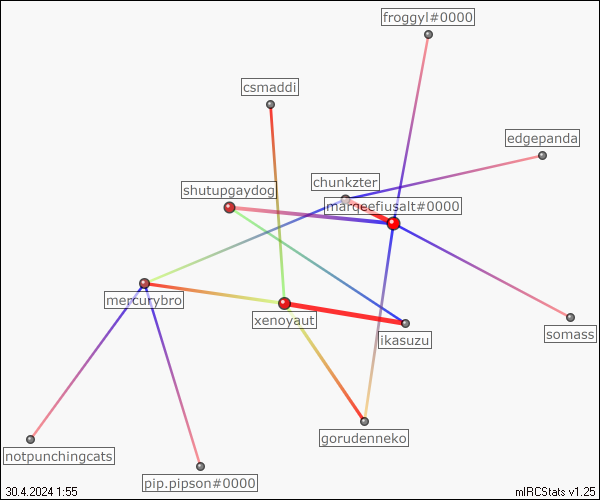 froggyl#0000
csmaddi
edgepanda
chunkzter
shutupgaydogj
marqeefiusalt#0000
mercurybro
xenoyaut
ikasuzu
somass
gorudenneko
notpunchingcats
pip.pipson#0000
30.4.2024 1:55
mIRCStats v1.25